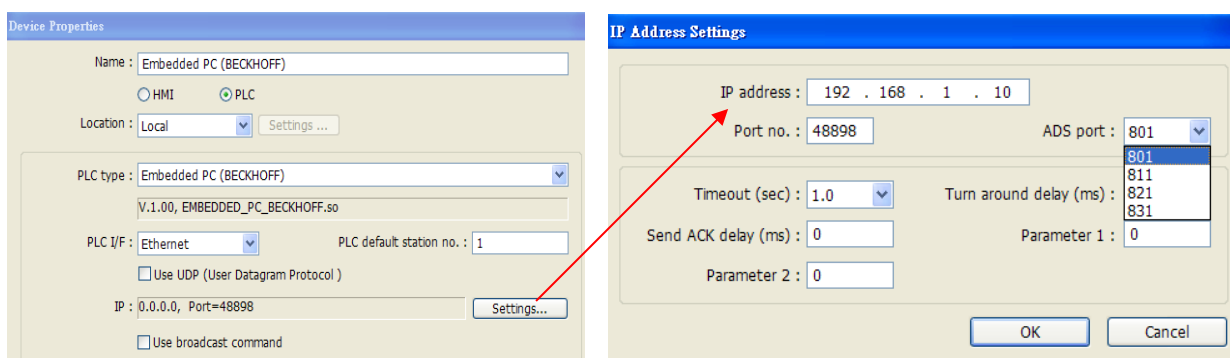 Device Properties
Name : Embedded PC (BECKHOFF)
HMI PLC
Location : Local Settings ...
PLC type : Embedded PC (BECKHOFF)
V.1.00, EMBEDDED_PC_BECKHOFF.so
PLC I/F : Ethernet PLC default station no. : 1
Use UDP (User Datagram Protocol )
IP : 0.0.0.0, Port=48898 Settings...
Use broadcast command
IP Address Settings
IP address : 192 . 168 . 1 . 10
Port no. : 48898 ADS port : 801
801
811
821
831
Timeout (sec) : 1.0 Turn around delay (ms) :
Send ACK delay (ms) : 0 Parameter 1 : 0
Parameter 2 : 0
OK Cancel